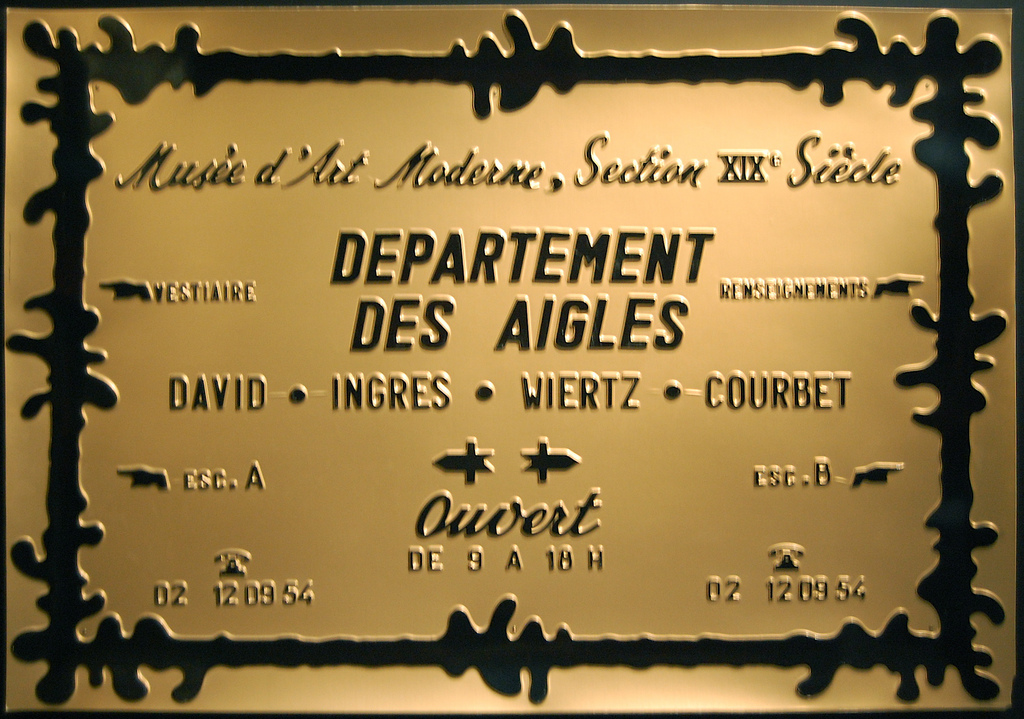 Musée d'Art Moderne, Section XIXe Siècle
DEPARTEMENT
DES AIGLES
VESTIAIRE
RENSEIGNEMENTS
DAVID • INGRES • WIERTZ • COURBET
ESC. A
ESC. B
Ouvert
DE 9 A 18 H
02 12 09 54
02 12 09 54